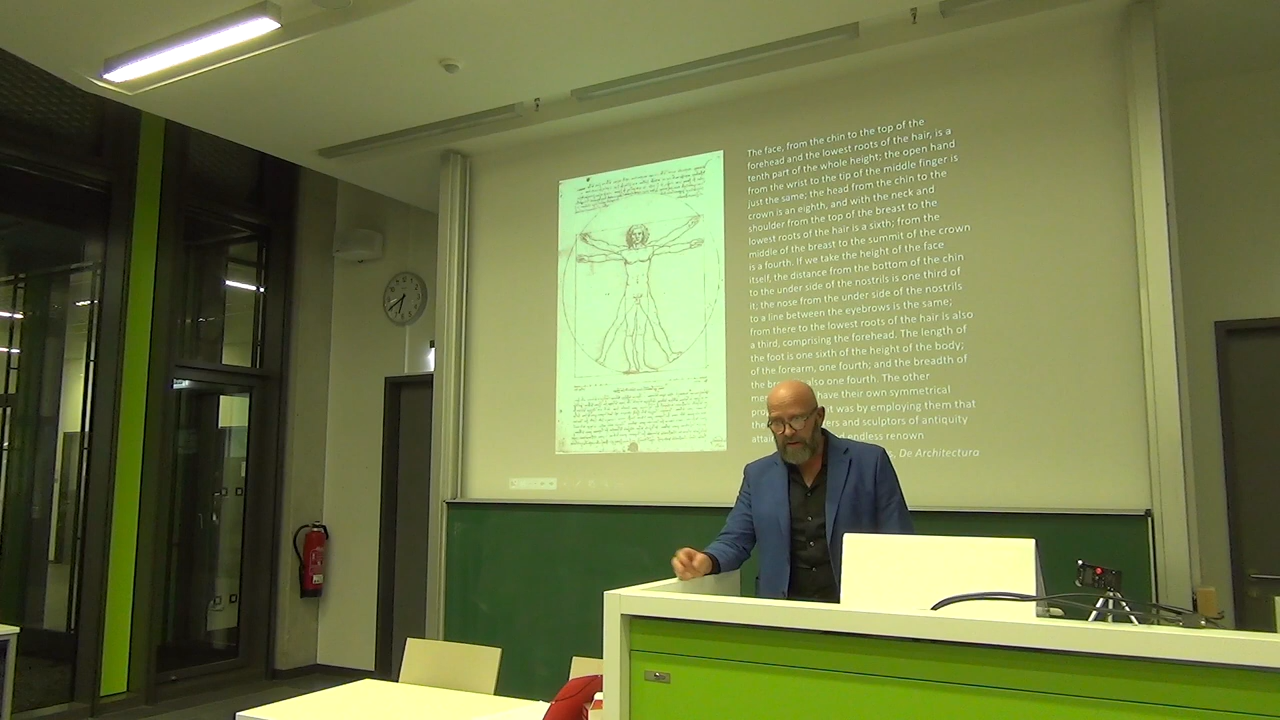 The face, from the chin to the top of the
forehead and the lowest roots of the hair, is a
tenth part of the whole height; the open hand
from the wrist to the tip of the middle finger is
just the same; the head from the chin to the
crown is an eighth, and with the neck and
shoulder from the top of the breast to the
lowest roots of the hair is a sixth; from the
middle of the breast to the summit of the crown
is a fourth. If we take the height of the face
itself, the distance from the bottom of the chin
to the under side of the nostrils is one third of
it; the nose from the under side of the nostrils
to a line between the eyebrows is the same;
from there to the lowest roots of the hair is also
a third, comprising the forehead. The length of
the foot is one sixth of the height of the body;
of the forearm, one fourth; and the breadth of
the also one fourth. The other
have their own symmetrical
was by employing them that
and sculptors of antiquity
endless renown
De Architectura